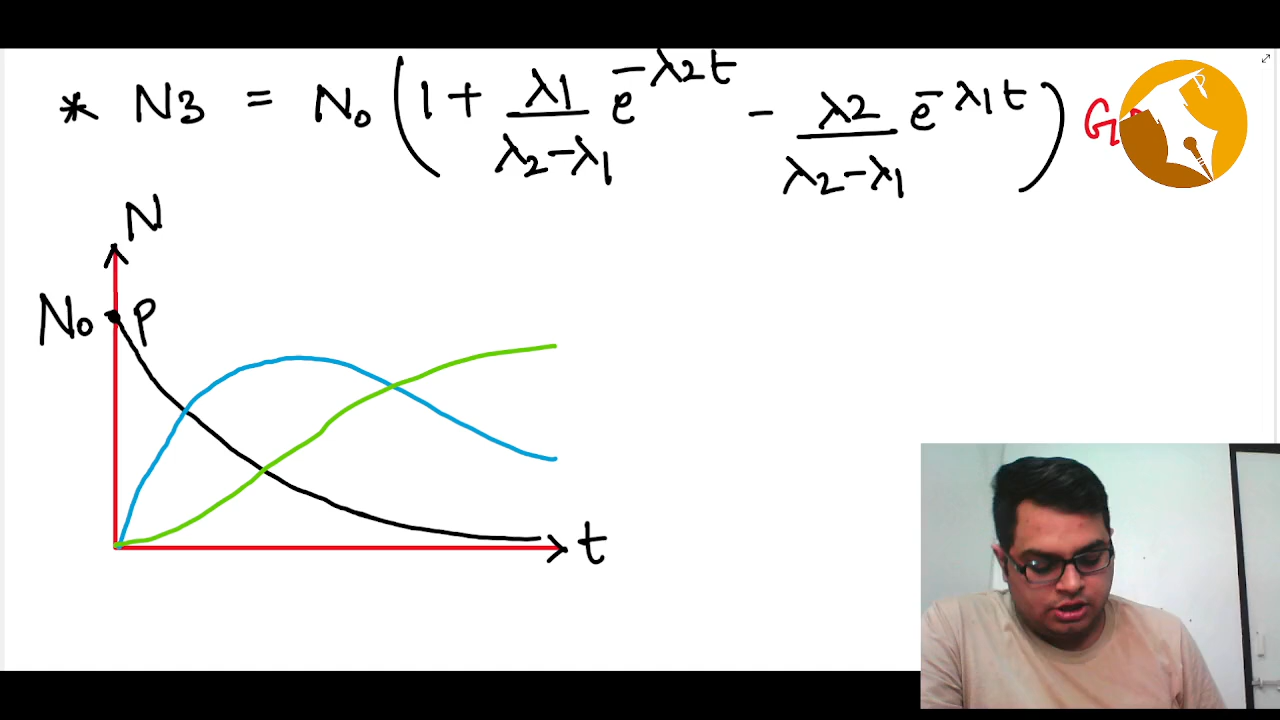 * N3 = N₀ (1 + λ1/(λ2-λ1) e^-λ2t - λ2/(λ2-λ1) e^-λ1t)
N
N₀ P
t